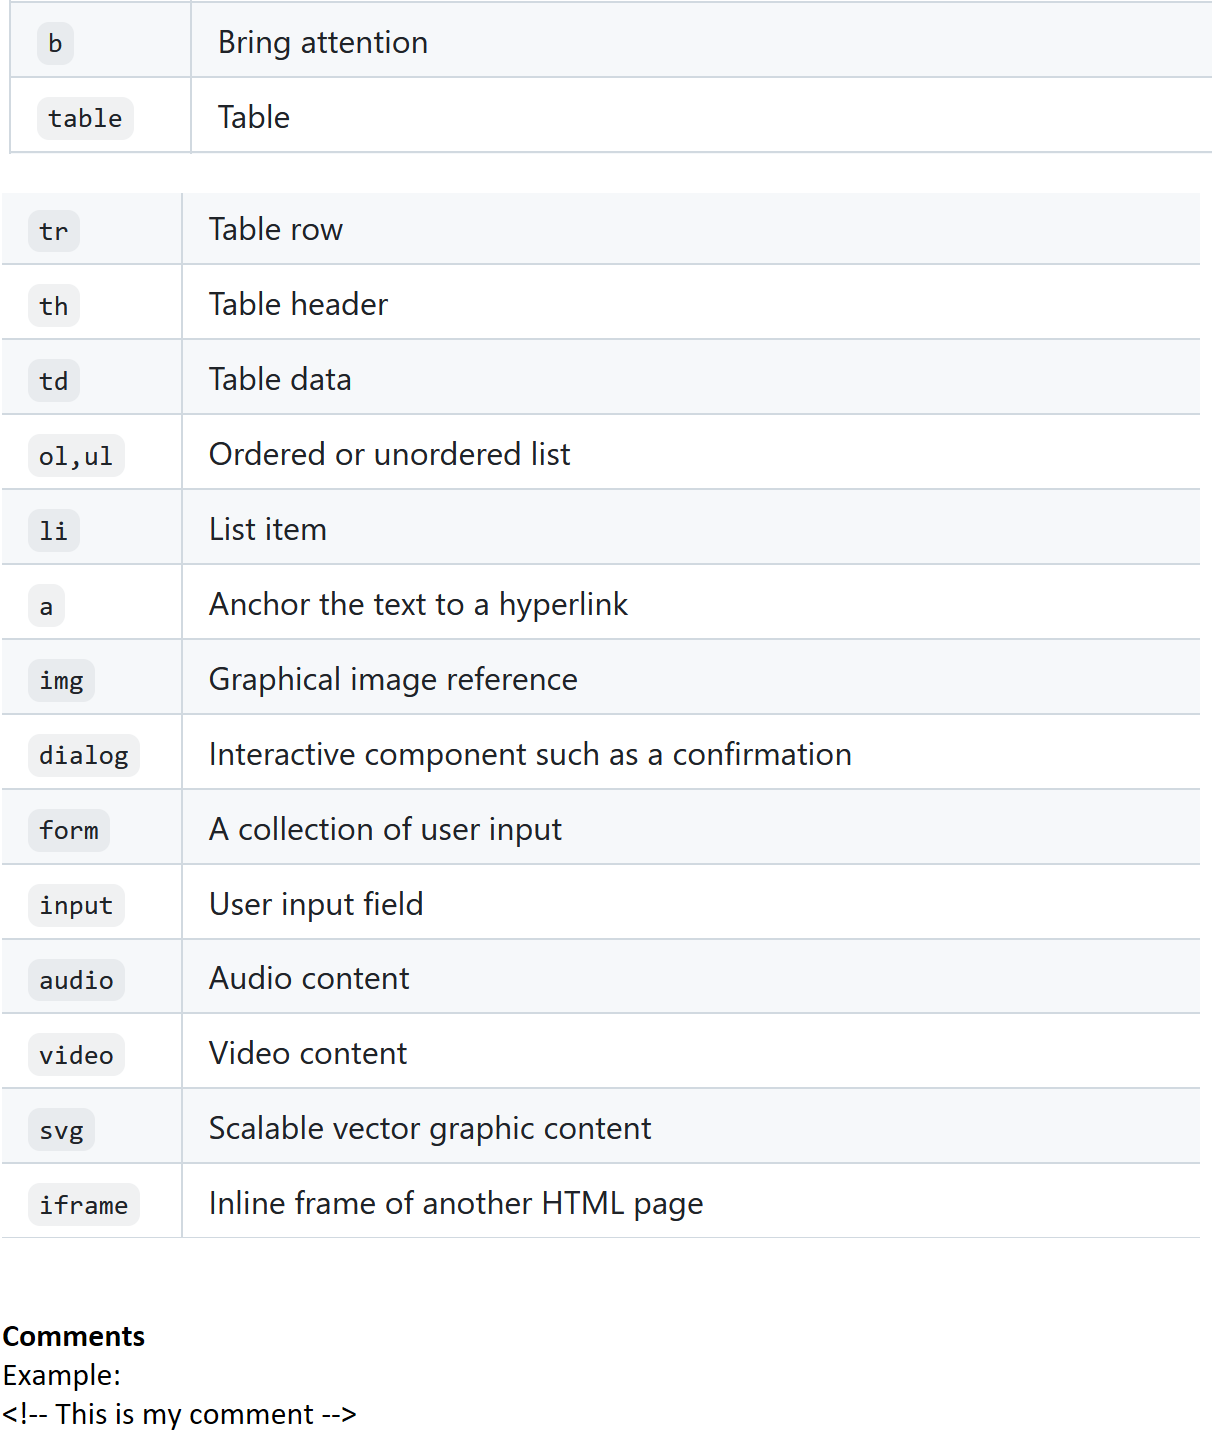 b Bring attention
table Table
tr Table row
th Table header
td Table data
ol,ul Ordered or unordered list
li List item
a Anchor the text to a hyperlink
img Graphical image reference
dialog Interactive component such as a confirmation
form A collection of user input
input User input field
audio Audio content
video Video content
svg Scalable vector graphic content
iframe Inline frame of another HTML page
Comments
Example:
<!-- This is my comment -->